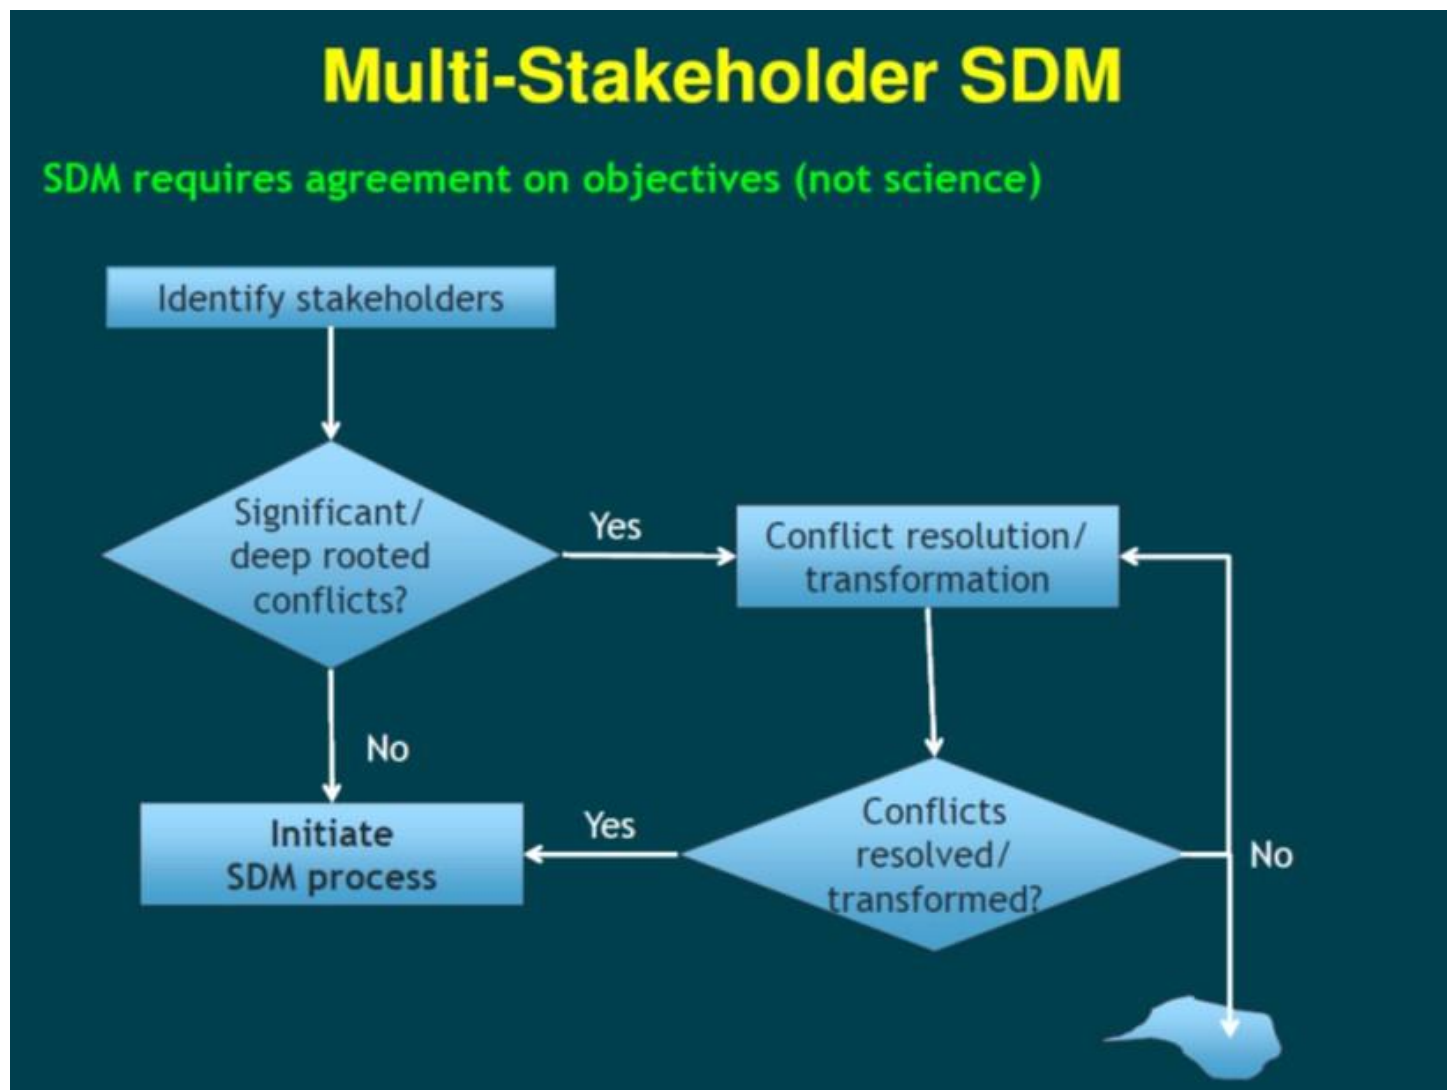 Multi-Stakeholder SDM
SDM requires agreement on objectives (not science)
Identify stakeholders
Significant/
deep rooted
conflicts?
Yes
Conflict resolution/
transformation
No
Initiate
SDM process
Yes
Conflicts
resolved/
transformed?
No